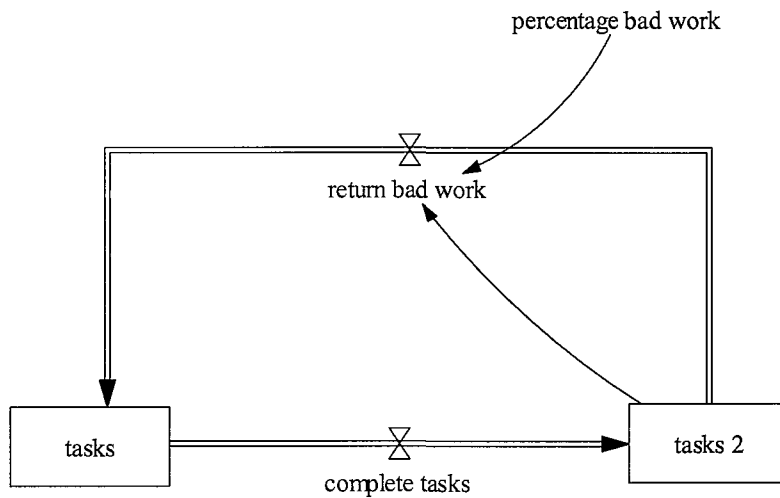 percentage bad work
return bad work
tasks
tasks 2
complete tasks